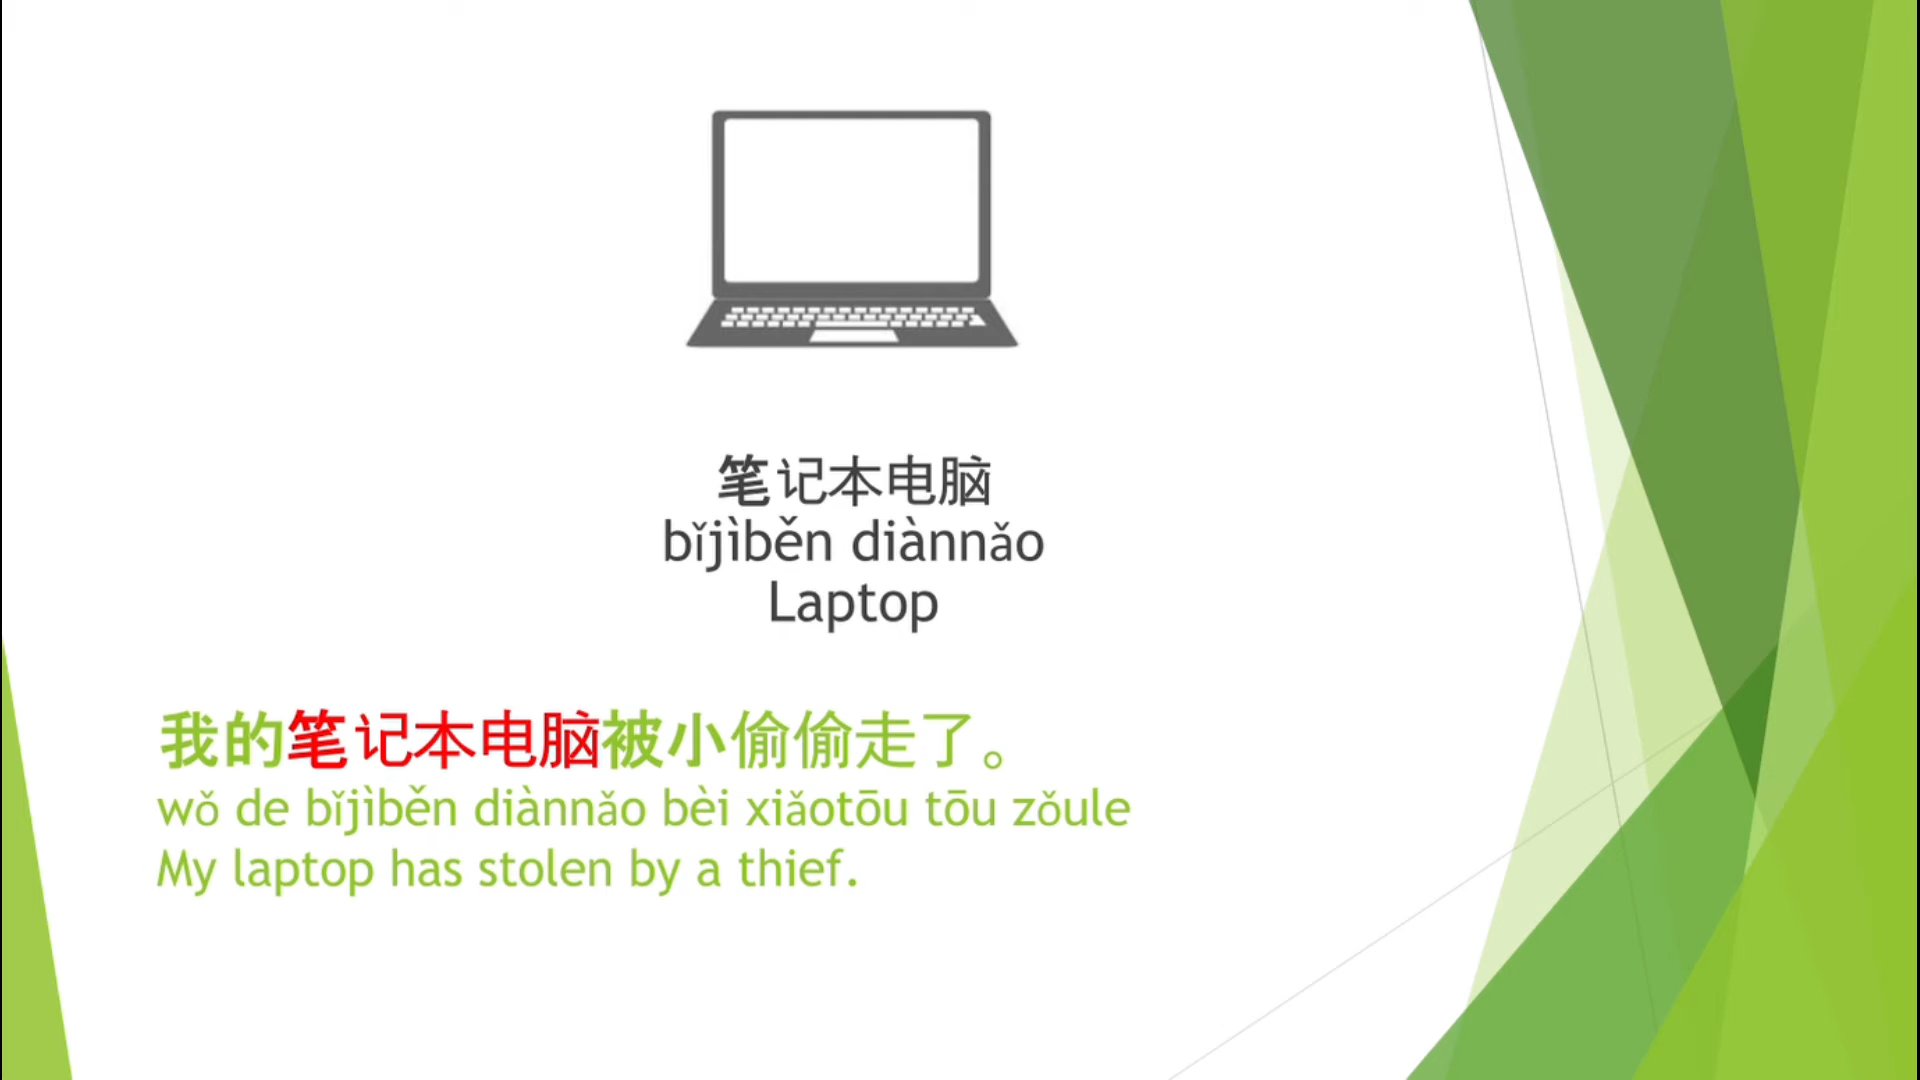 笔记本电脑
bǐjìběn diànnǎo
Laptop
我的笔记本电脑被小偷偷走了。
wǒ de bǐjìběn diànnǎo bèi xiǎotōu tōu zǒule
My laptop has stolen by a thief.